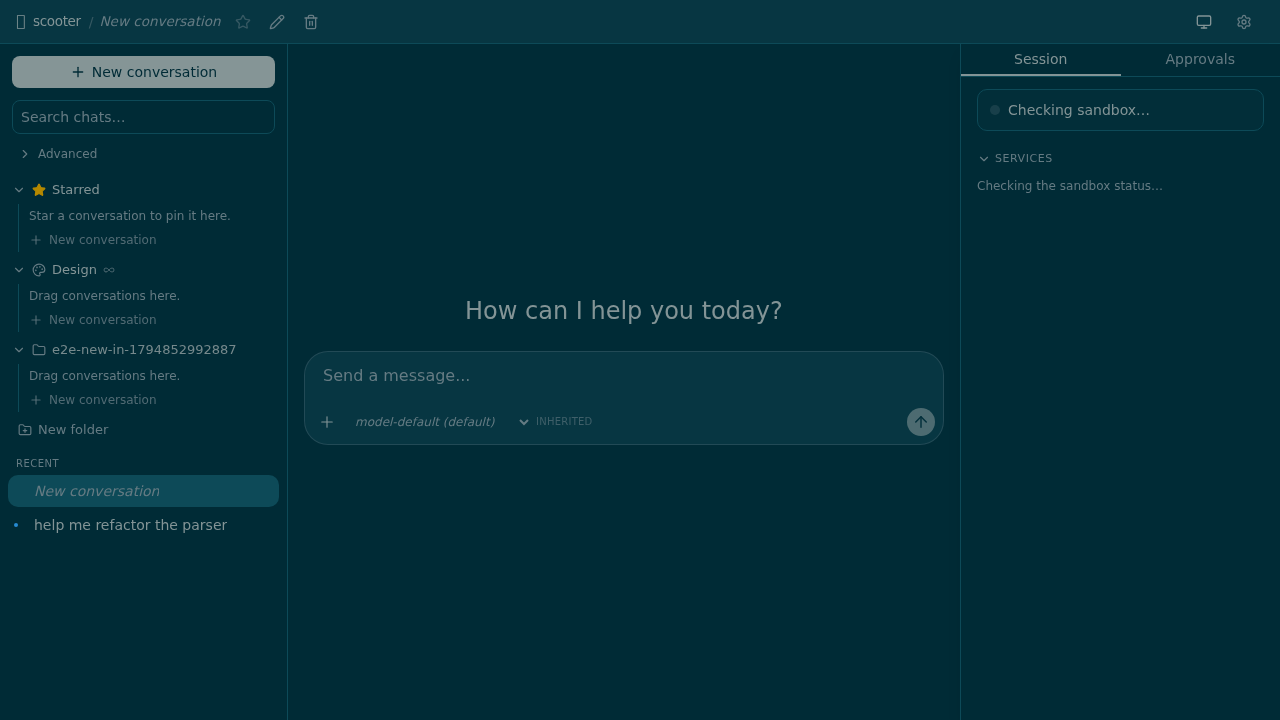 scooter / New conversation
New conversation
Search chats...
Advanced
Starred
Star a conversation to pin it here.
New conversation
Design
Drag conversations here.
New conversation
e2e-new-in-1794852992887
Drag conversations here.
New conversation
New folder
RECENT
New conversation
help me refactor the parser
How can I help you today?
Send a message...
model-default (default)
INHERITED
Session
Approvals
Checking sandbox...
SERVICES
Checking the sandbox status...